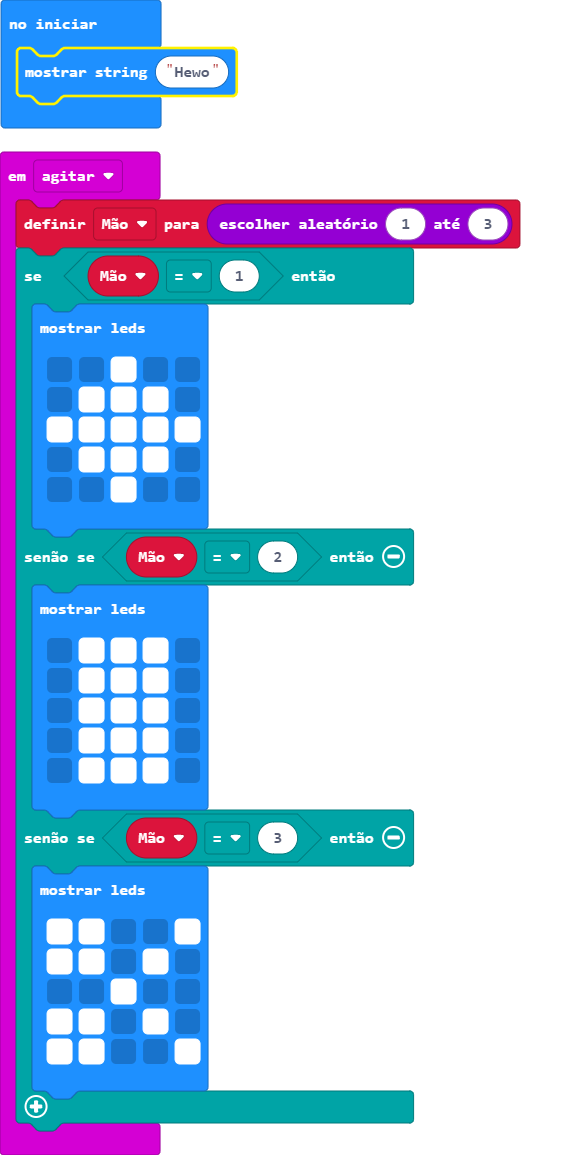 no iniciar
mostrar string "Hewo"
em agitar
definir Mão para escolher aleatório 1 até 3
se Mão = 1 então
mostrar leds
senão se Mão = 2 então
mostrar leds
senão se Mão = 3 então
mostrar leds